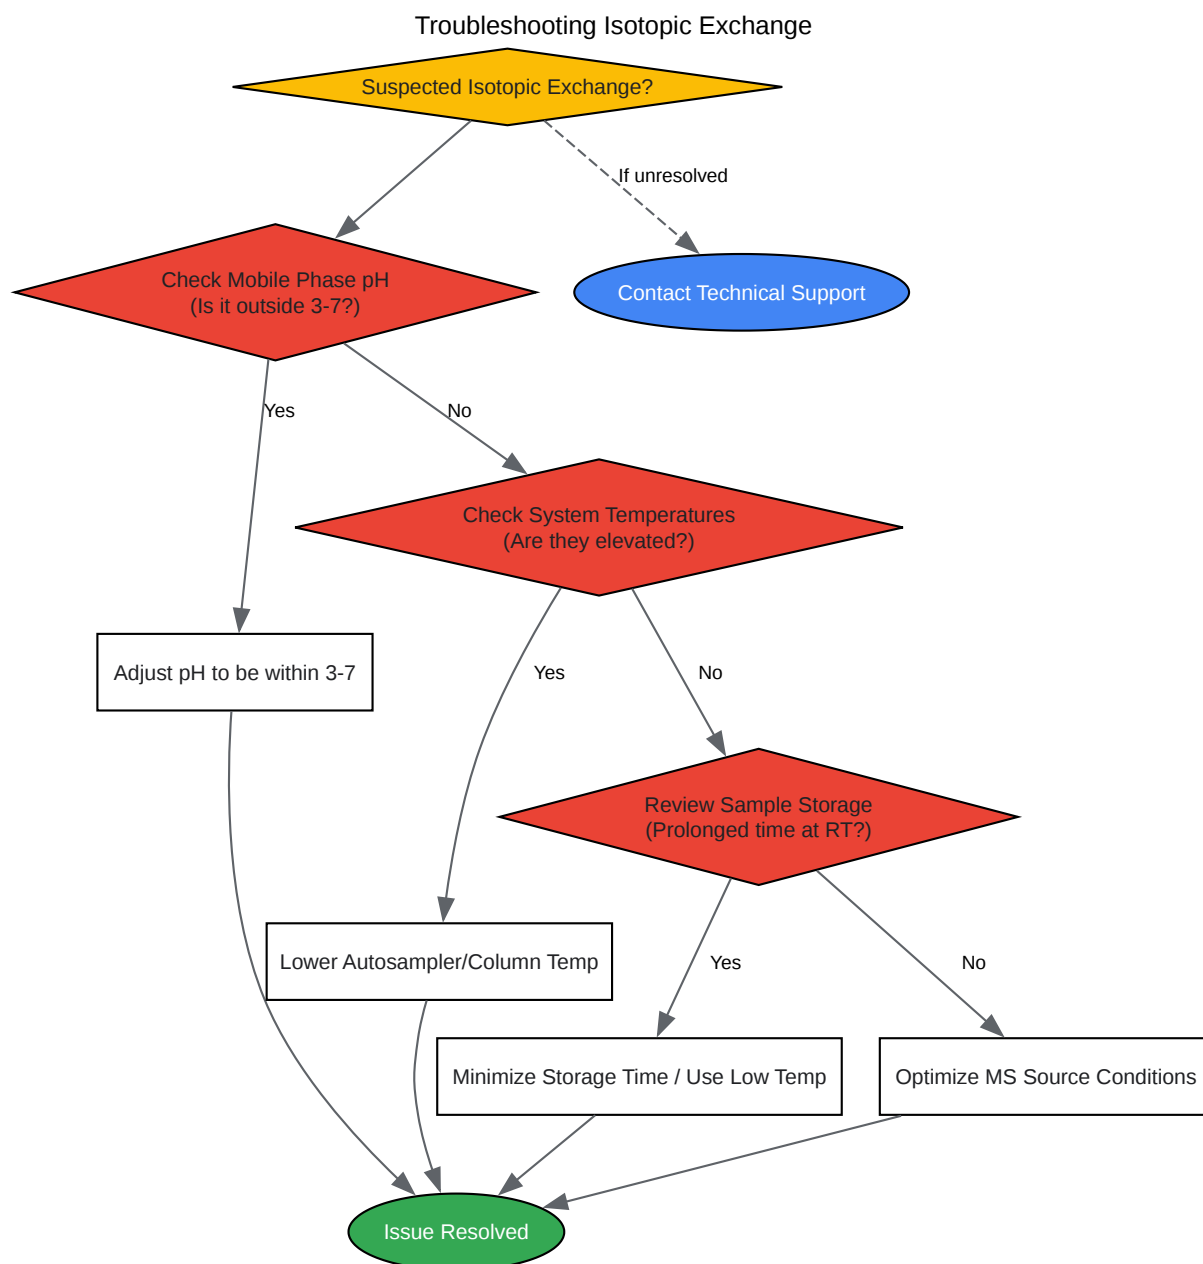 Troubleshooting Isotopic Exchange
Suspected Isotopic Exchange?
If unresolved
Check Mobile Phase pH
(Is it outside 3-7?)
Contact Technical Support
Yes
No
Check System Temperatures
(Are they elevated?)
Adjust pH to be within 3-7
Yes
No
Review Sample Storage
(Prolonged time at RT?)
Lower Autosampler/Column Temp
Yes
No
Minimize Storage Time / Use Low Temp
Optimize MS Source Conditions
Issue Resolved